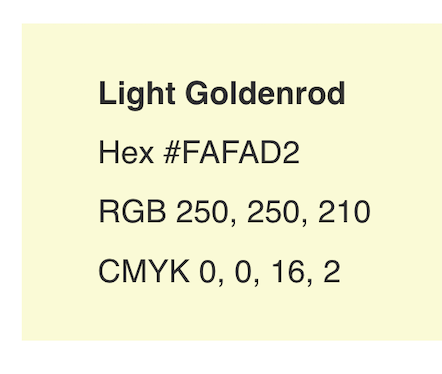 Light Goldenrod
Hex #FAFAD2
RGB 250, 250, 210
CMYK 0, 0, 16, 2